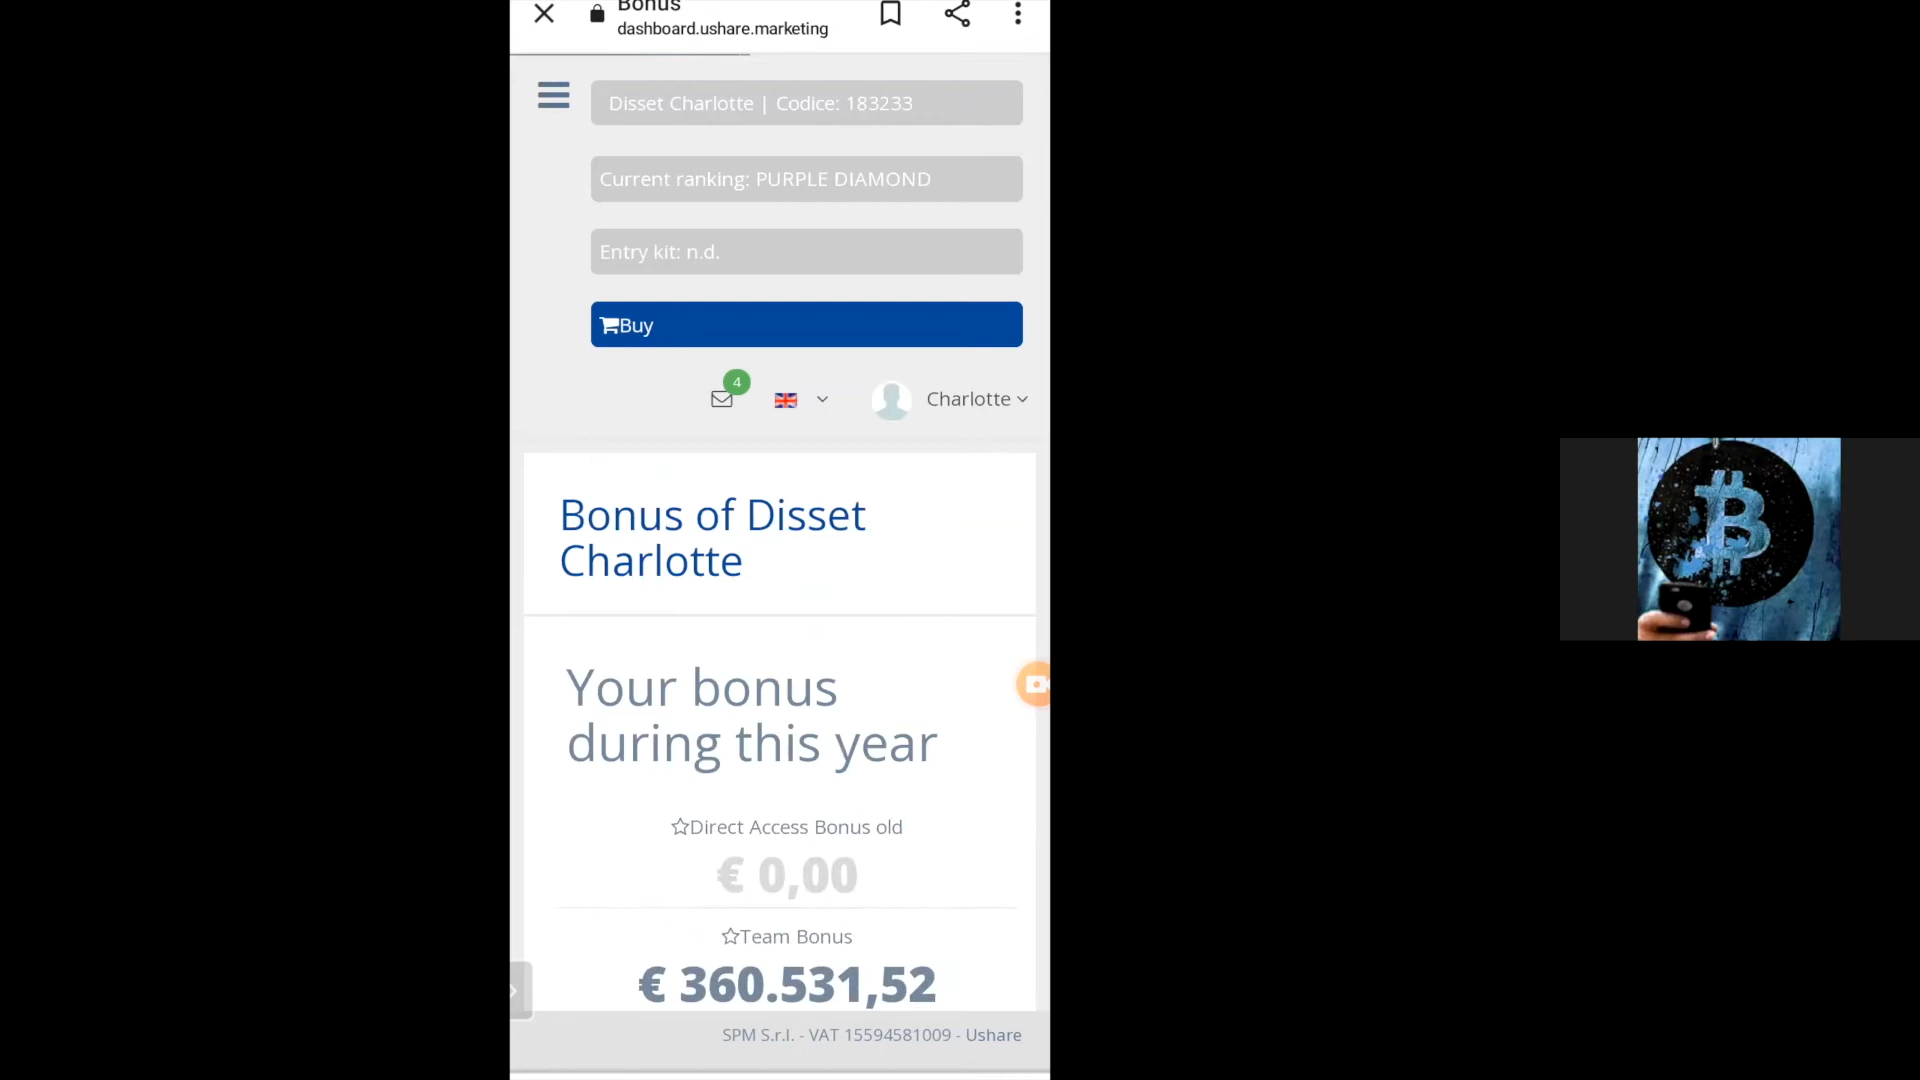 Bonus
dashboard.ushare.marketing
Disset Charlotte | Codice: 183233
Current ranking: PURPLE DIAMOND
Entry kit: n.d.
Buy
4
Charlotte
Bonus of Disset
Charlotte
Your bonus
during this year
Direct Access Bonus old
€ 0,00
Team Bonus
€ 360.531,52
SPM S.r.l. - VAT 15594581009 - Ushare